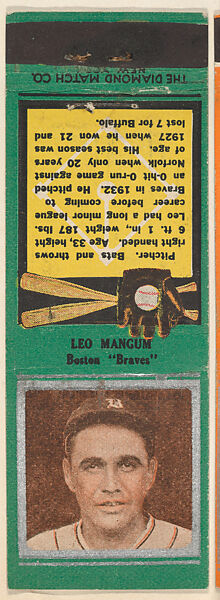 LEO MANGUM
Boston "Braves"
Pitcher. Bats and throws
right handed. Age 33, height
6 ft. 1 in., weight 187 lbs.
Leo had long minor league
career before coming to
Braves in 1932. He pitched
an 0-hit 0-run game against
Norfolk when only 20 years
of age. His best season was
1927 when he won 21 and
lost 7 for Buffalo.
THE DIAMOND MATCH CO.
B